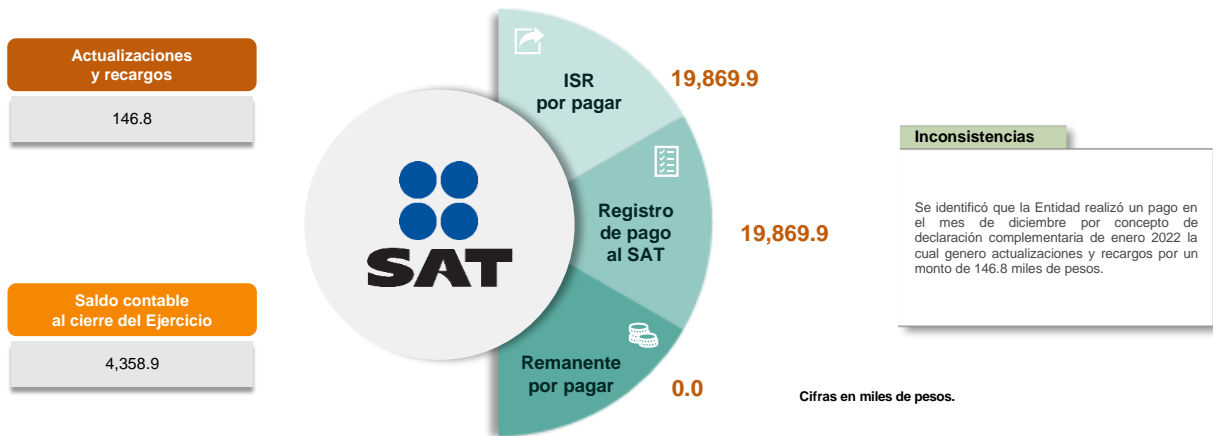 Actualizaciones
y recargos
146.8
Saldo contable
al cierre del Ejercicio
4,358.9
SAT
ISR
por pagar
19,869.9
Registro
de pago
al SAT
19,869.9
Remanente
por pagar
0.0
Inconsistencias
Se identificó que la Entidad realizó un pago en
el mes de diciembre por concepto de
declaración complementaria de enero 2022 la
cual genero actualizaciones y recargos por un
monto de 146.8 miles de pesos.
Cifras en miles de pesos.